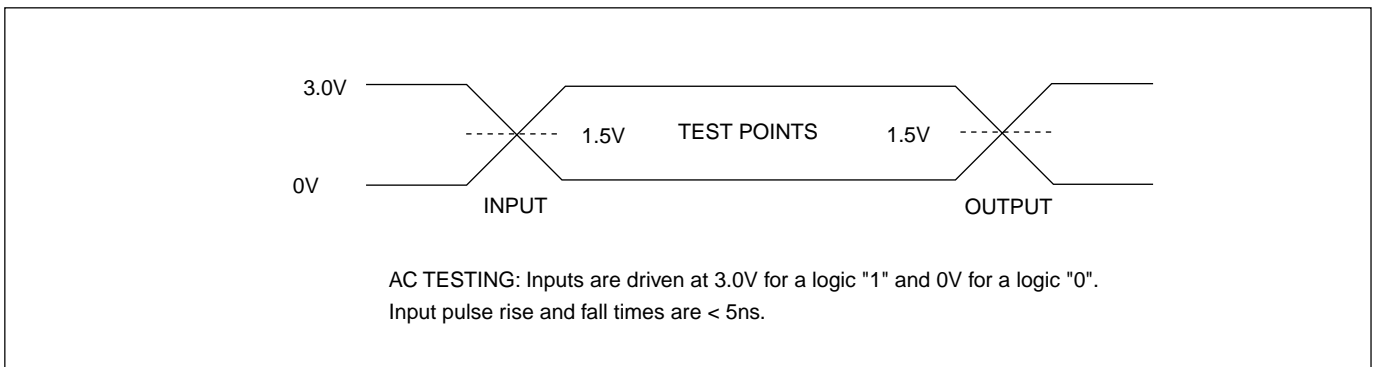 3.0V
1.5V TEST POINTS 1.5V
0V
INPUT OUTPUT
AC TESTING: Inputs are driven at 3.0V for a logic "1" and 0V for a logic "0".
Input pulse rise and fall times are < 5ns.